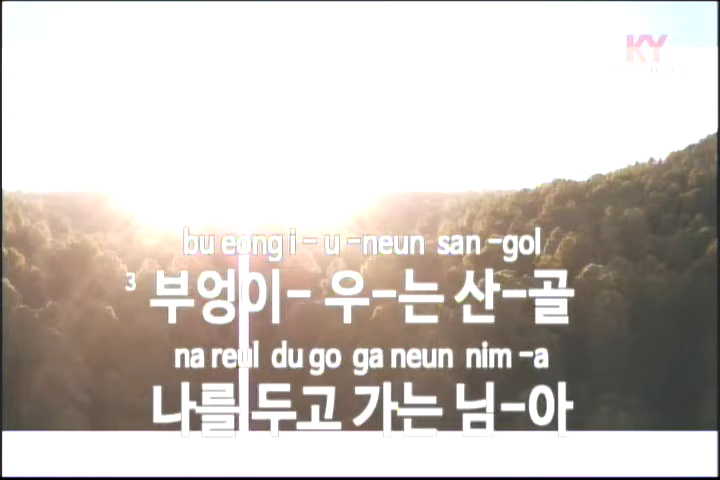 KY
bu eong i - u -neun san -gol
3 부엉이- 우-는 산-골
na reul du go ga neun nim -a
나를 두고 가는 님-아